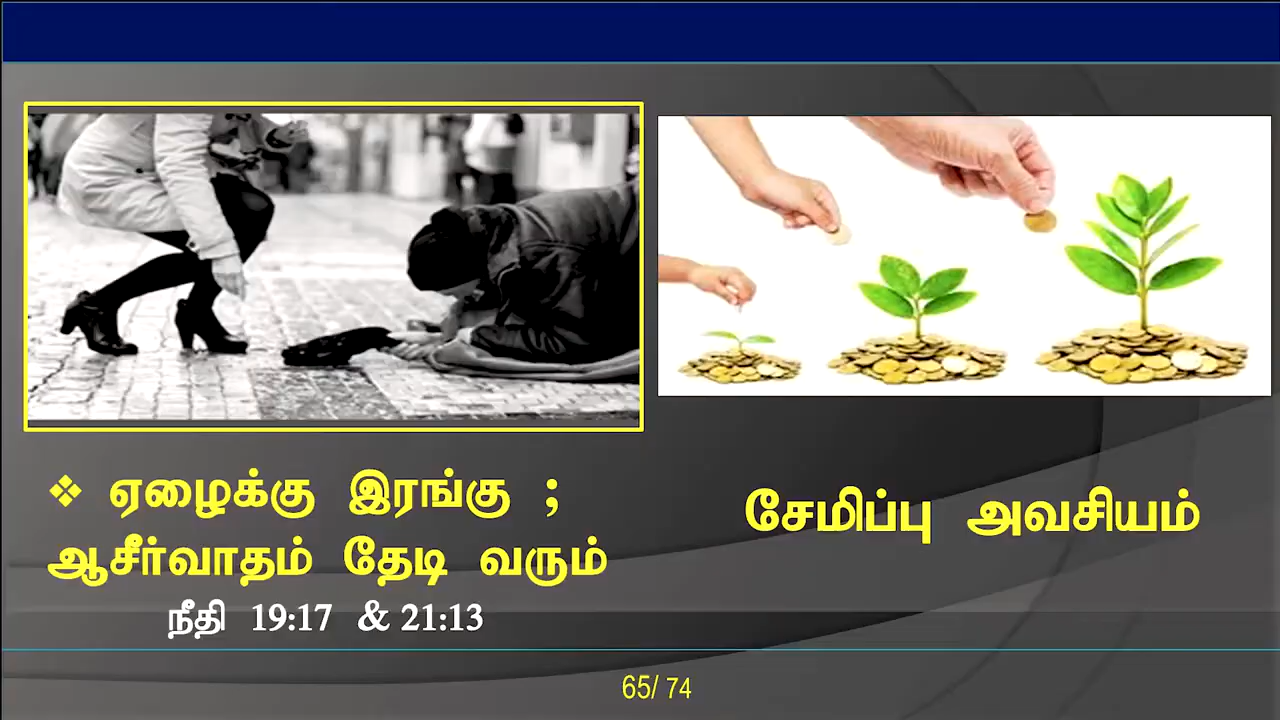 ❖ ஏழைக்கு இரங்கு ;
ஆசீர்வாதம் தேடி வரும்
நீதி 19:17 & 21:13
சேமிப்பு அவசியம்
65/ 74